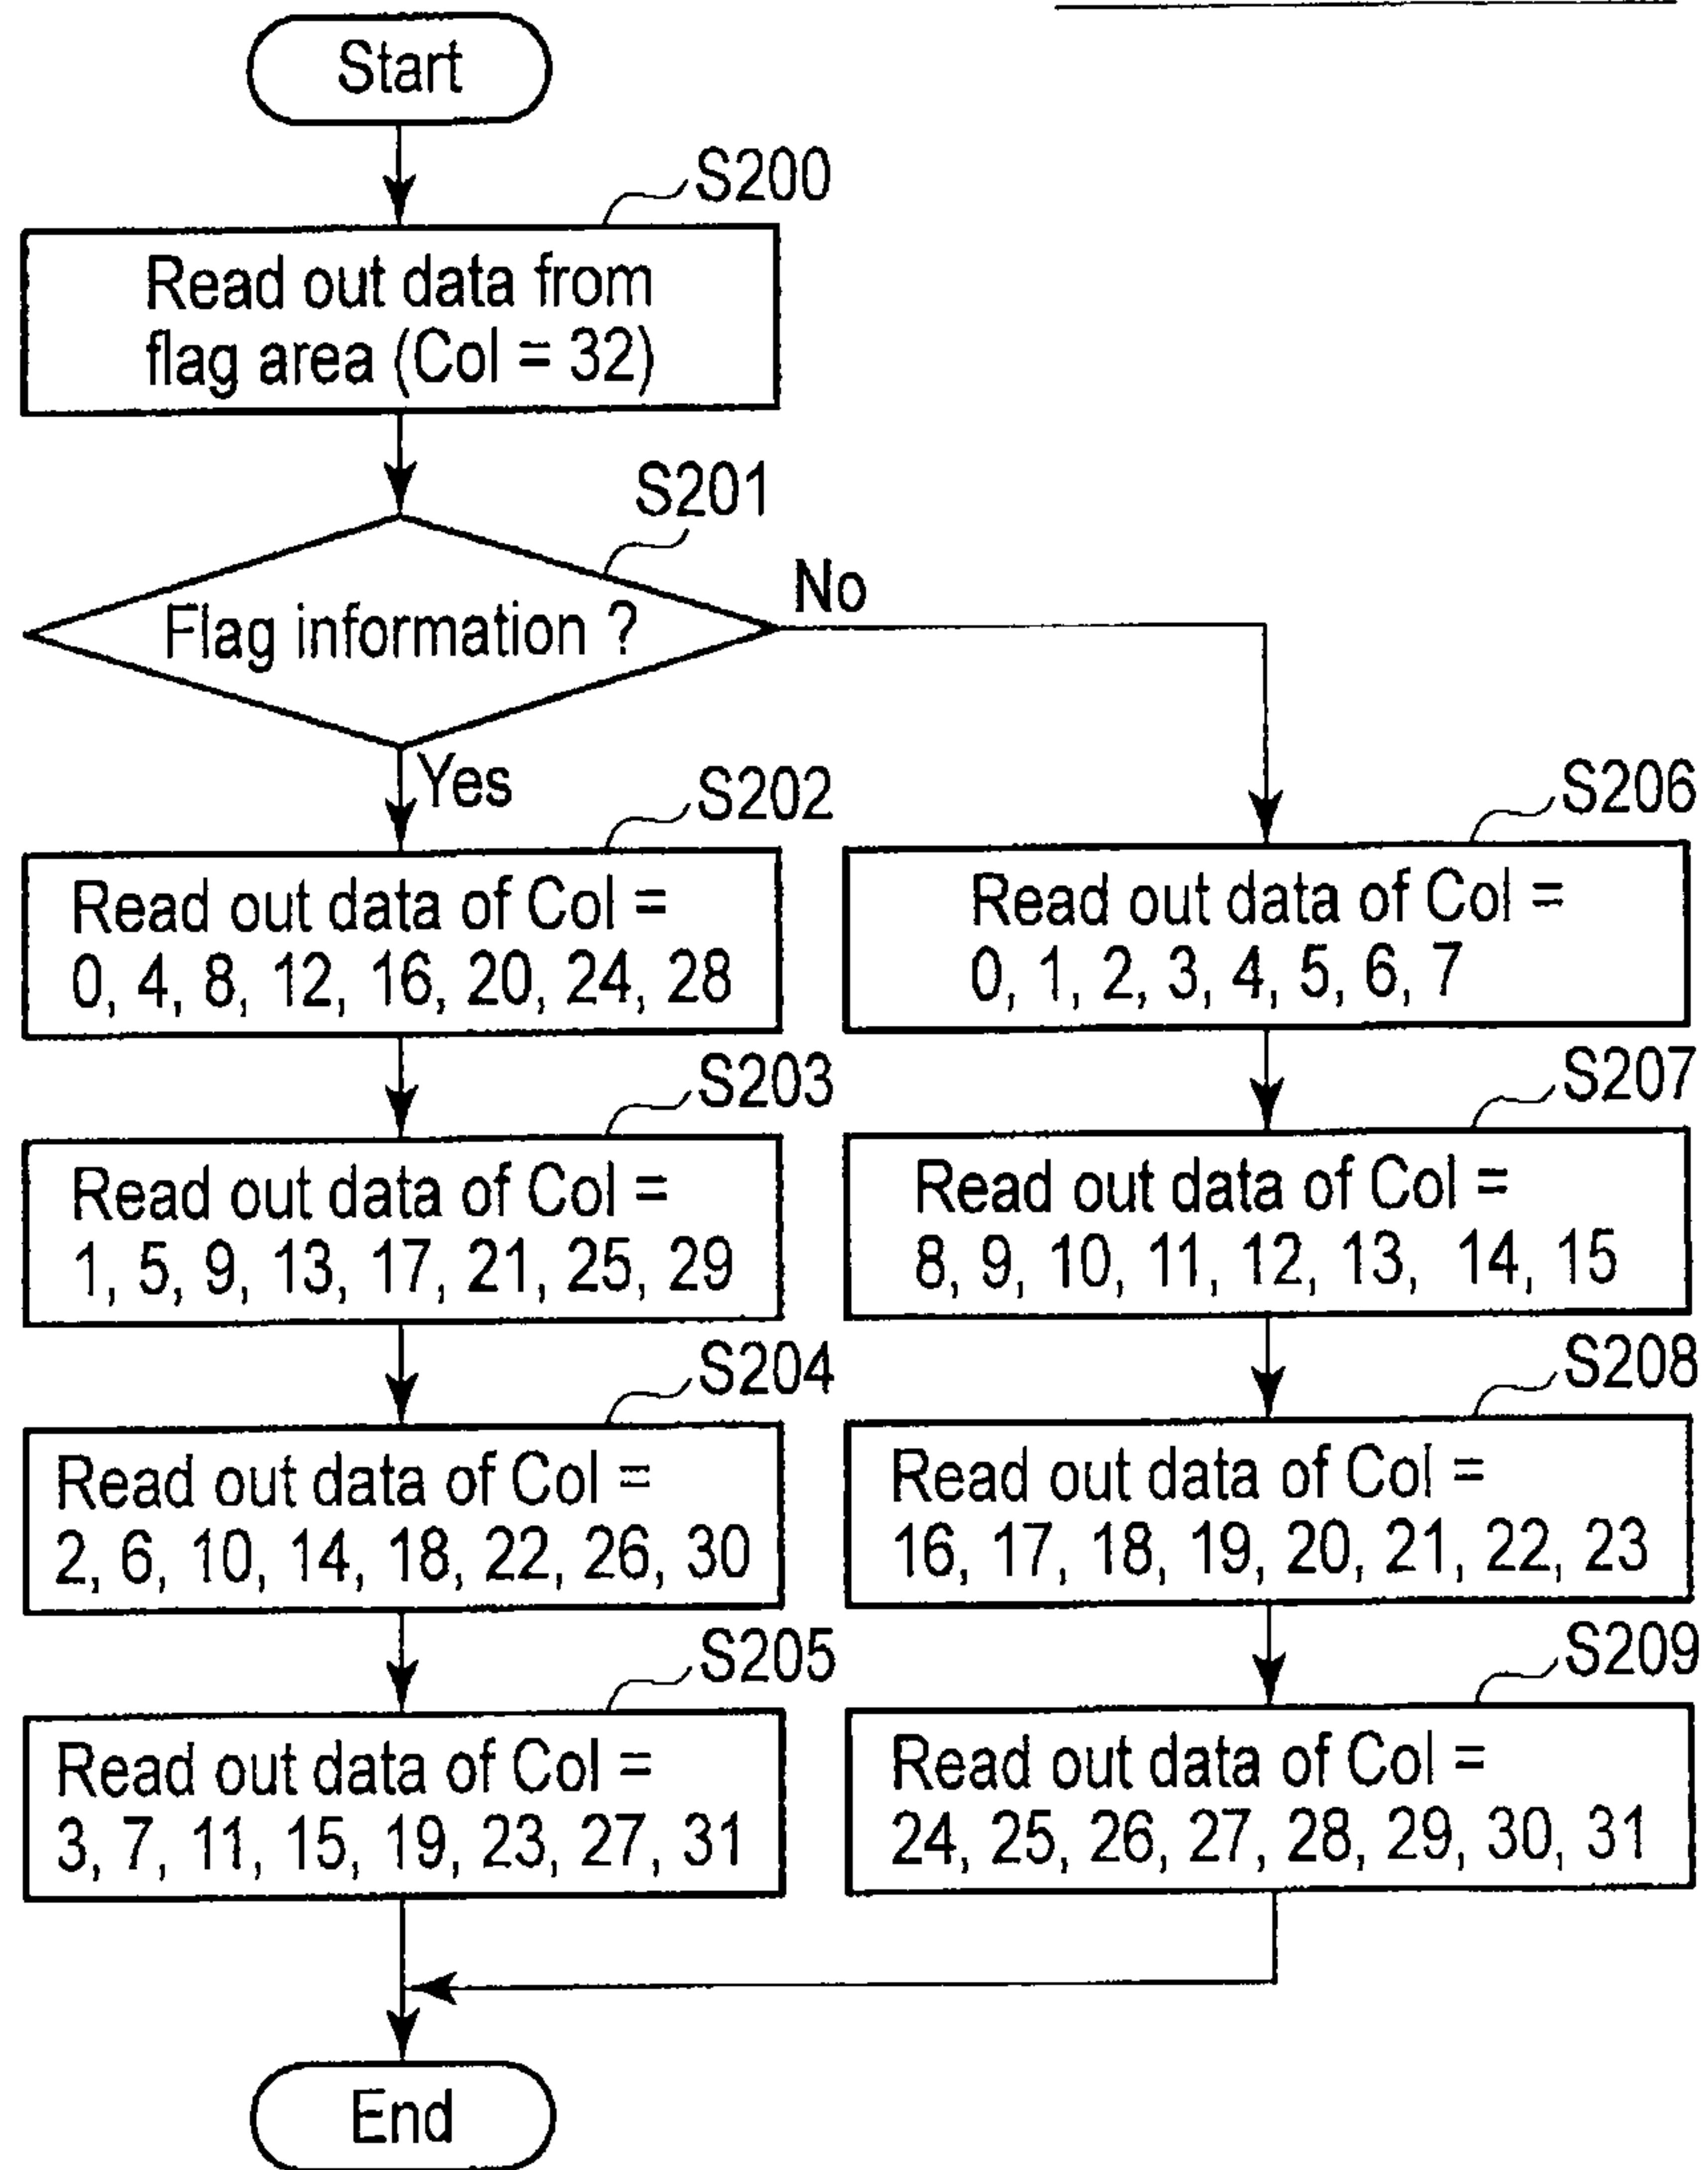 Start
S200
Read out data from
flag area (Col = 32)
S201
Flag information ?
No
Yes
S202
Read out data of Col =
0, 4, 8, 12, 16, 20, 24, 28
S203
Read out data of Col =
1, 5, 9, 13, 17, 21, 25, 29
S204
Read out data of Col =
2, 6, 10, 14, 18, 22, 26, 30
S205
Read out data of Col =
3, 7, 11, 15, 19, 23, 27, 31
S206
Read out data of Col =
0, 1, 2, 3, 4, 5, 6, 7
S207
Read out data of Col =
8, 9, 10, 11, 12, 13, 14, 15
S208
Read out data of Col =
16, 17, 18, 19, 20, 21, 22, 23
S209
Read out data of Col =
24, 25, 26, 27, 28, 29, 30, 31
End